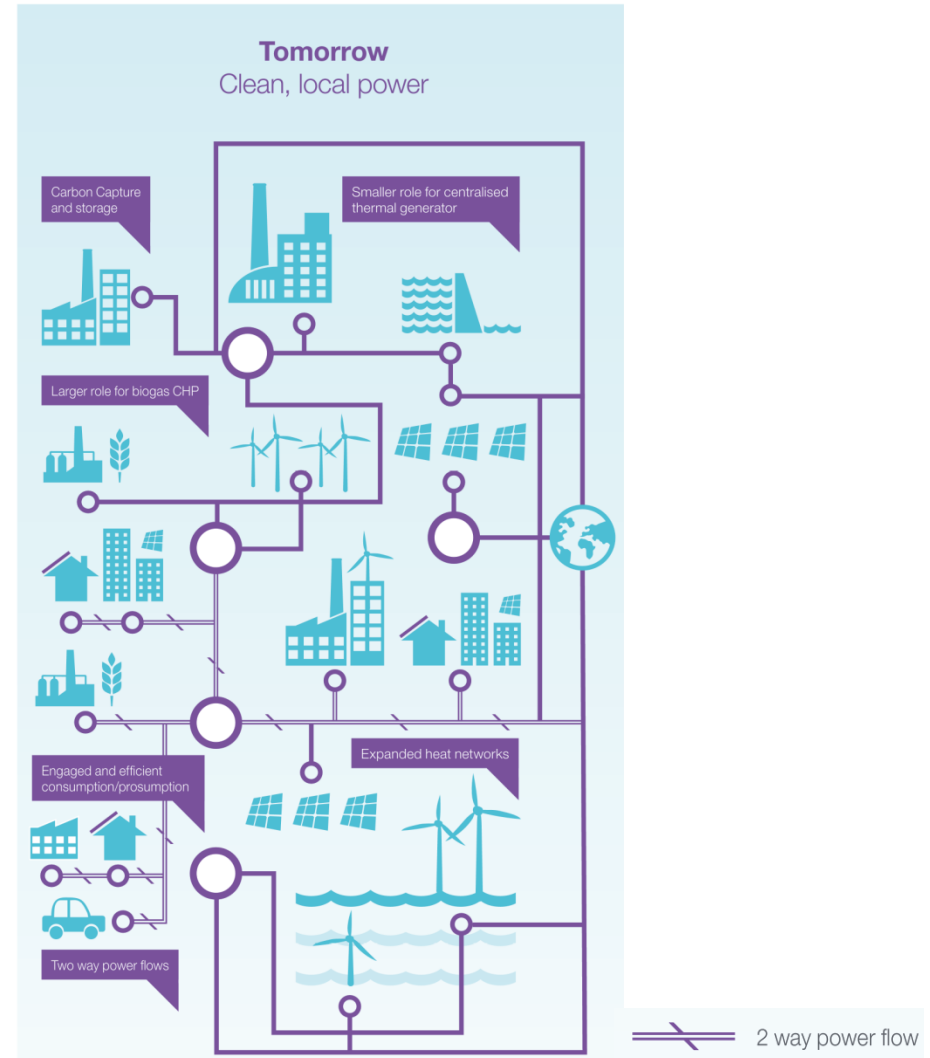 Tomorrow
Clean, local power
Carbon Capture
and storage
Smaller role for centralised
thermal generator
Larger role for biogas CHP
Expanded heat networks
Engaged and efficient
consumption/prosumption
Two way power flows
2 way power flow